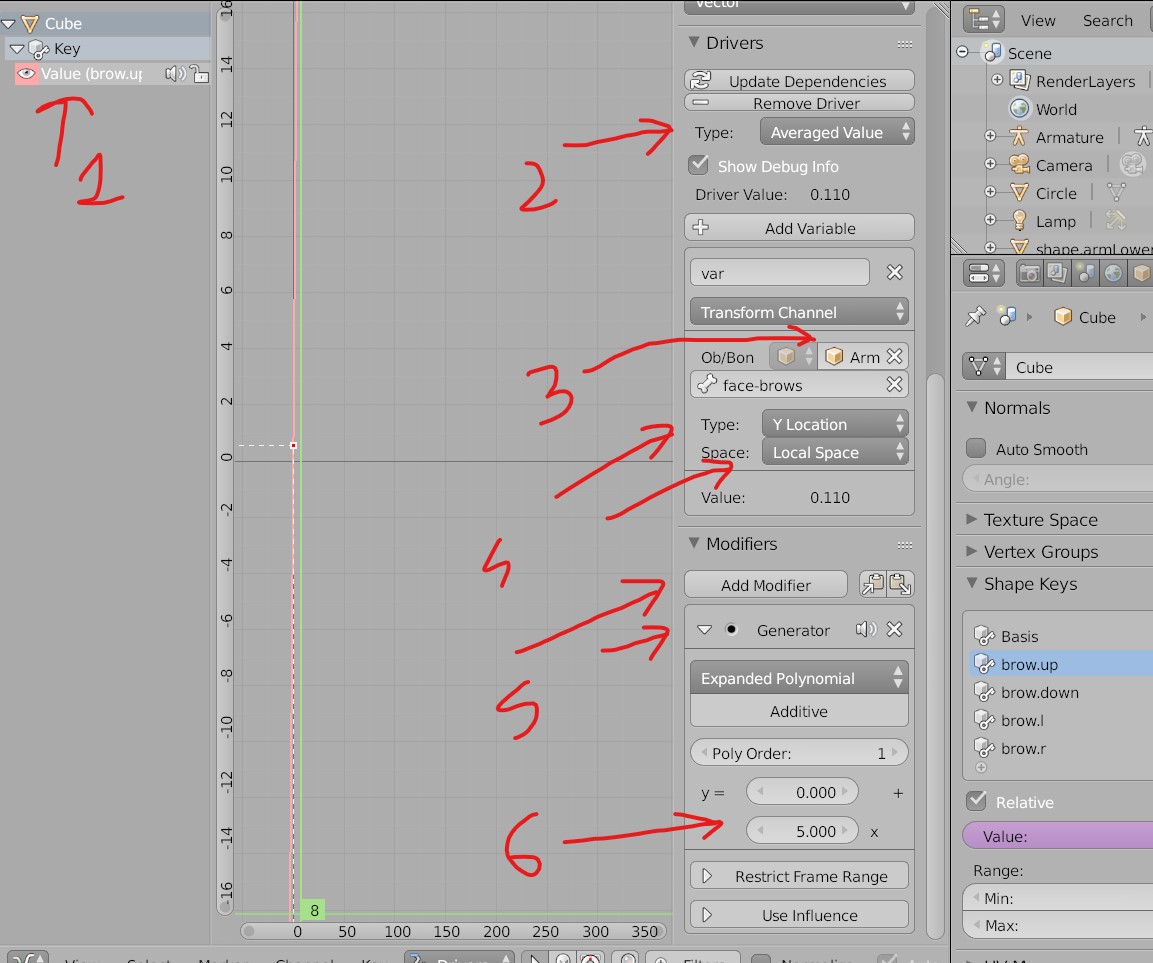 Cube
Key
Value (brow.up
1
16
14
12
10
8
6
4
2
0
-2
-4
-6
-8
-10
-12
-14
-16
8
0 50 100 150 200 250 300 350
2
3
4
5
6
Vector
Drivers
Update Dependencies
Remove Driver
Type: Averaged Value
Show Debug Info
Driver Value: 0.110
Add Variable
var
Transform Channel
Ob/Bon Arm
face-brows
Type: Y Location
Space: Local Space
Value: 0.110
Modifiers
Add Modifier
Generator
Expanded Polynomial
Additive
Poly Order: 1
y = 0.000 +
5.000 x
Restrict Frame Range
Use Influence
View Search
Scene
RenderLayers
World
Armature
Camera
Circle
Lamp
shape.armLower
Cube
Cube
Normals
Auto Smooth
Angle:
Texture Space
Vertex Groups
Shape Keys
Basis
brow.up
brow.down
brow.l
brow.r
Relative
Value:
Range:
Min:
Max: